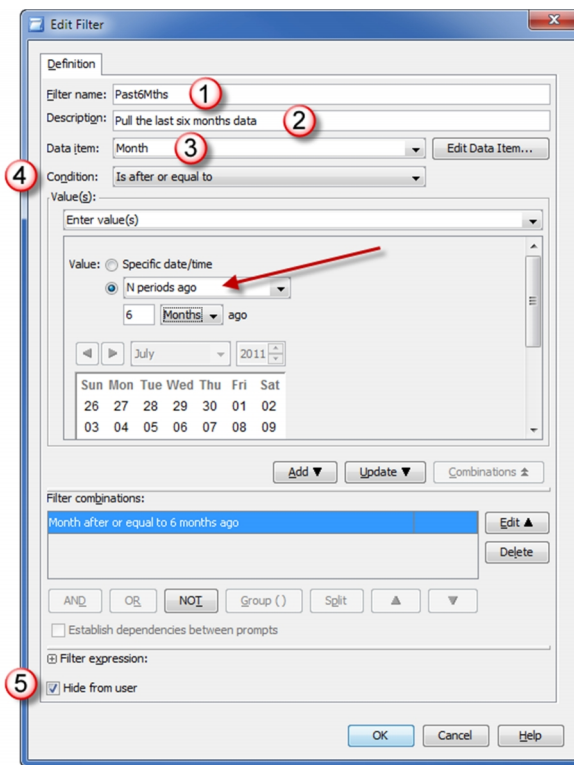 Edit Filter
Definition
Filter name: Past6Mths 1
Description: Pull the last six months data 2
Data item: Month 3 Edit Data Item...
4 Condition: Is after or equal to
Value(s):
Enter value(s)
Value: Specific date/time
N periods ago
6 Months ago
July 2011
Sun Mon Tue Wed Thu Fri Sat
26 27 28 29 30 01 02
03 04 05 06 07 08 09
Add Update Combinations
Filter combinations:
Month after or equal to 6 months ago Edit
Delete
AND OR NOT Group ( ) Split
Establish dependencies between prompts
Filter expression:
5 Hide from user
OK Cancel Help